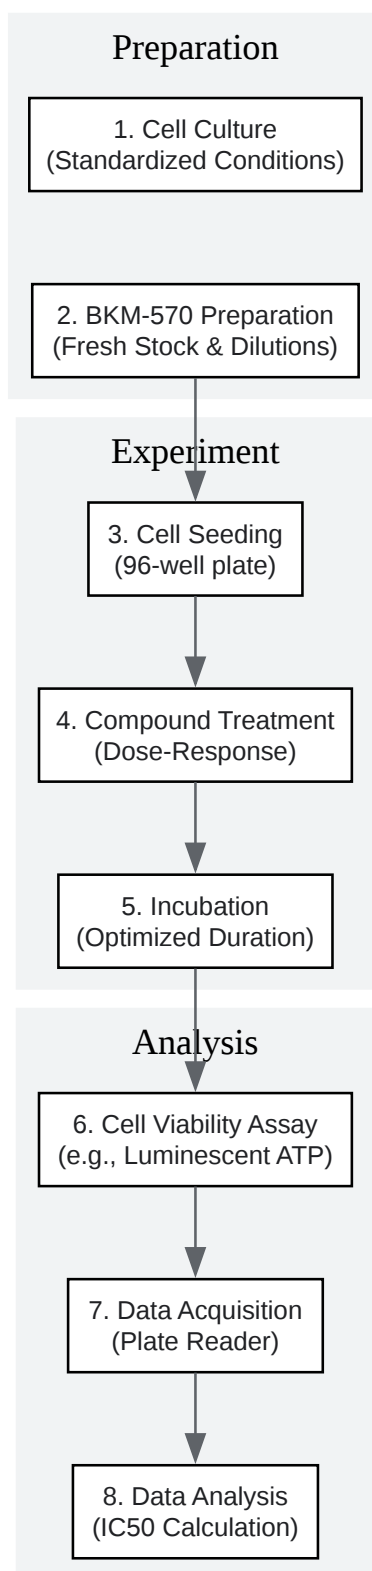 Preparation
1. Cell Culture
(Standardized Conditions)
2. BKM-570 Preparation
(Fresh Stock & Dilutions)
Experiment
3. Cell Seeding
(96-well plate)
4. Compound Treatment
(Dose-Response)
5. Incubation
(Optimized Duration)
Analysis
6. Cell Viability Assay
(e.g., Luminescent ATP)
7. Data Acquisition
(Plate Reader)
8. Data Analysis
(IC50 Calculation)